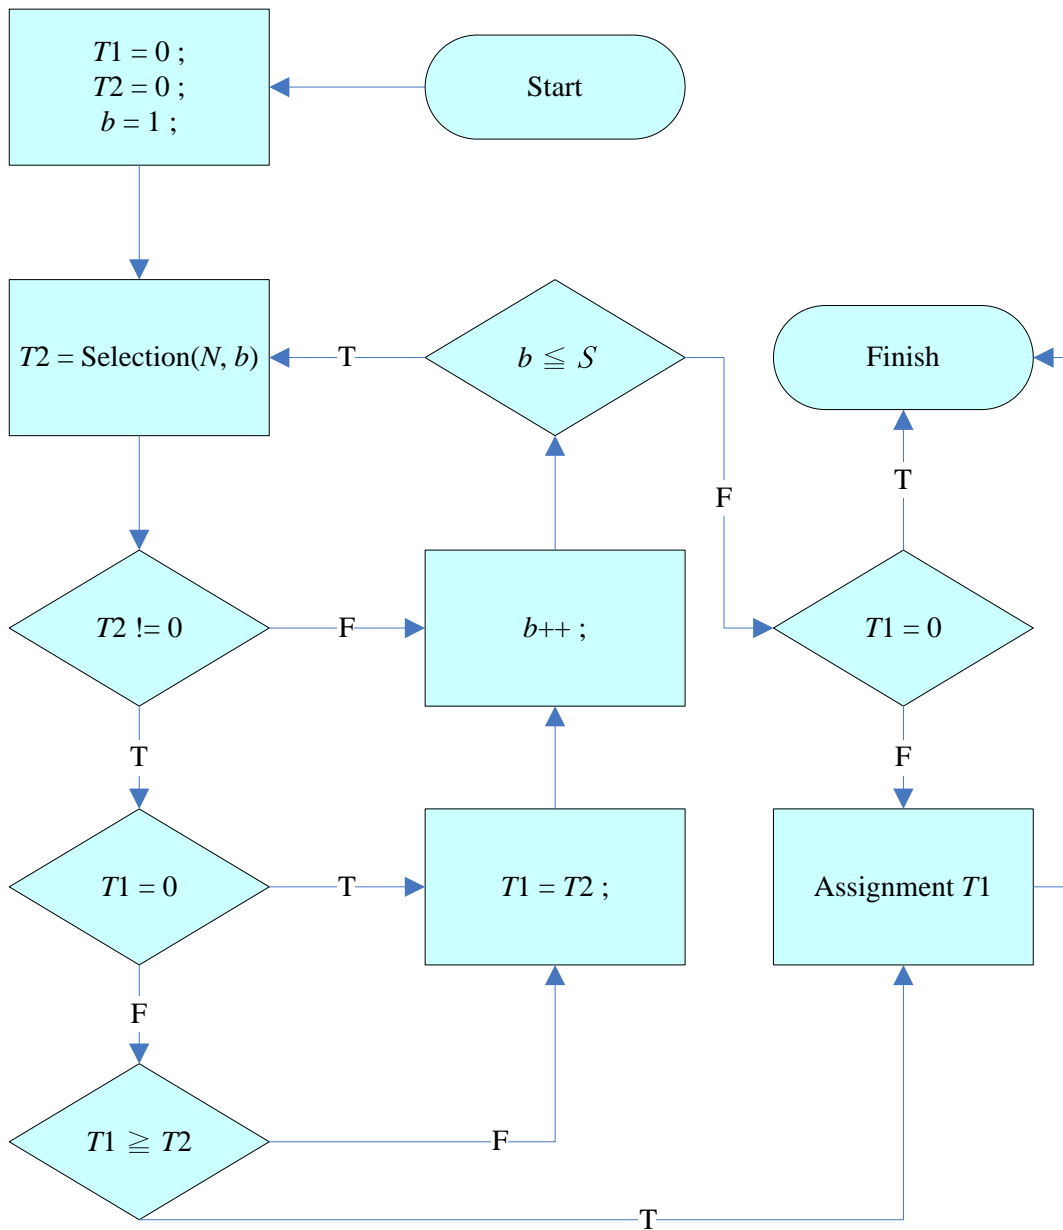 T1 = 0 ;
T2 = 0 ;
b = 1 ;
Start
T2 = Selection(N, b)
T
b ≦ S
Finish
F
T
T2 != 0
F
b++ ;
T1 = 0
T
F
T1 = 0
T
T1 = T2 ;
Assignment T1
F
T1 ≧ T2
F
T